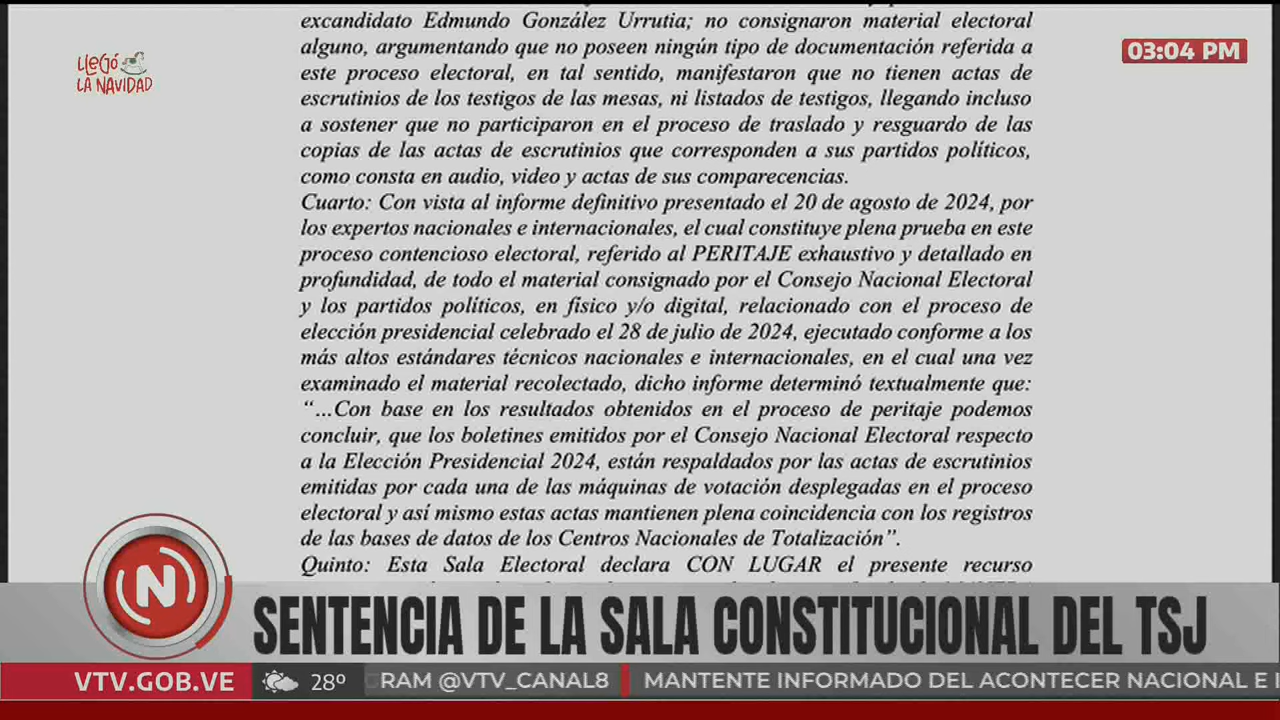 excandidato Edmundo González Urrutia; no consignaron material electoral
alguno, argumentando que no poseen ningún tipo de documentación referida a
este proceso electoral, en tal sentido, manifestaron que no tienen actas de
escrutinios de los testigos de las mesas, ni listados de testigos, llegando incluso
a sostener que no participaron en el proceso de traslado y resguardo de las
copias de las actas de escrutinios que corresponden a sus partidos políticos,
como consta en audio, video y actas de sus comparecencias.
Cuarto: Con vista al informe definitivo presentado el 20 de agosto de 2024, por
los expertos nacionales e internacionales, el cual constituye plena prueba en este
proceso contencioso electoral, referido al PERITAJE exhaustivo y detallado en
profundidad, de todo el material consignado por el Consejo Nacional Electoral
y los partidos políticos, en físico y/o digital, relacionado con el proceso de
elección presidencial celebrado el 28 de julio de 2024, ejecutado conforme a los
más altos estándares técnicos nacionales e internacionales, en el cual una vez
examinado el material recolectado, dicho informe determinó textualmente que:
“…Con base en los resultados obtenidos en el proceso de peritaje podemos
concluir, que los boletines emitidos por el Consejo Nacional Electoral respecto
a la Elección Presidencial 2024, están respaldados por las actas de escrutinios
emitidas por cada una de las máquinas de votación desplegadas en el proceso
electoral y así mismo estas actas mantienen plena coincidencia con los registros
de las bases de datos de los Centros Nacionales de Totalización”.
Quinto: Esta Sala Electoral declara CON LUGAR el presente recurso
LLEGÓ
LA NAVIDAD
03:04 PM
N
SENTENCIA DE LA SALA CONSTITUCIONAL DEL TSJ
VTV.GOB.VE
28º
RAM @VTV_CANAL8
MANTENTE INFORMADO DEL ACONTECER NACIONAL E